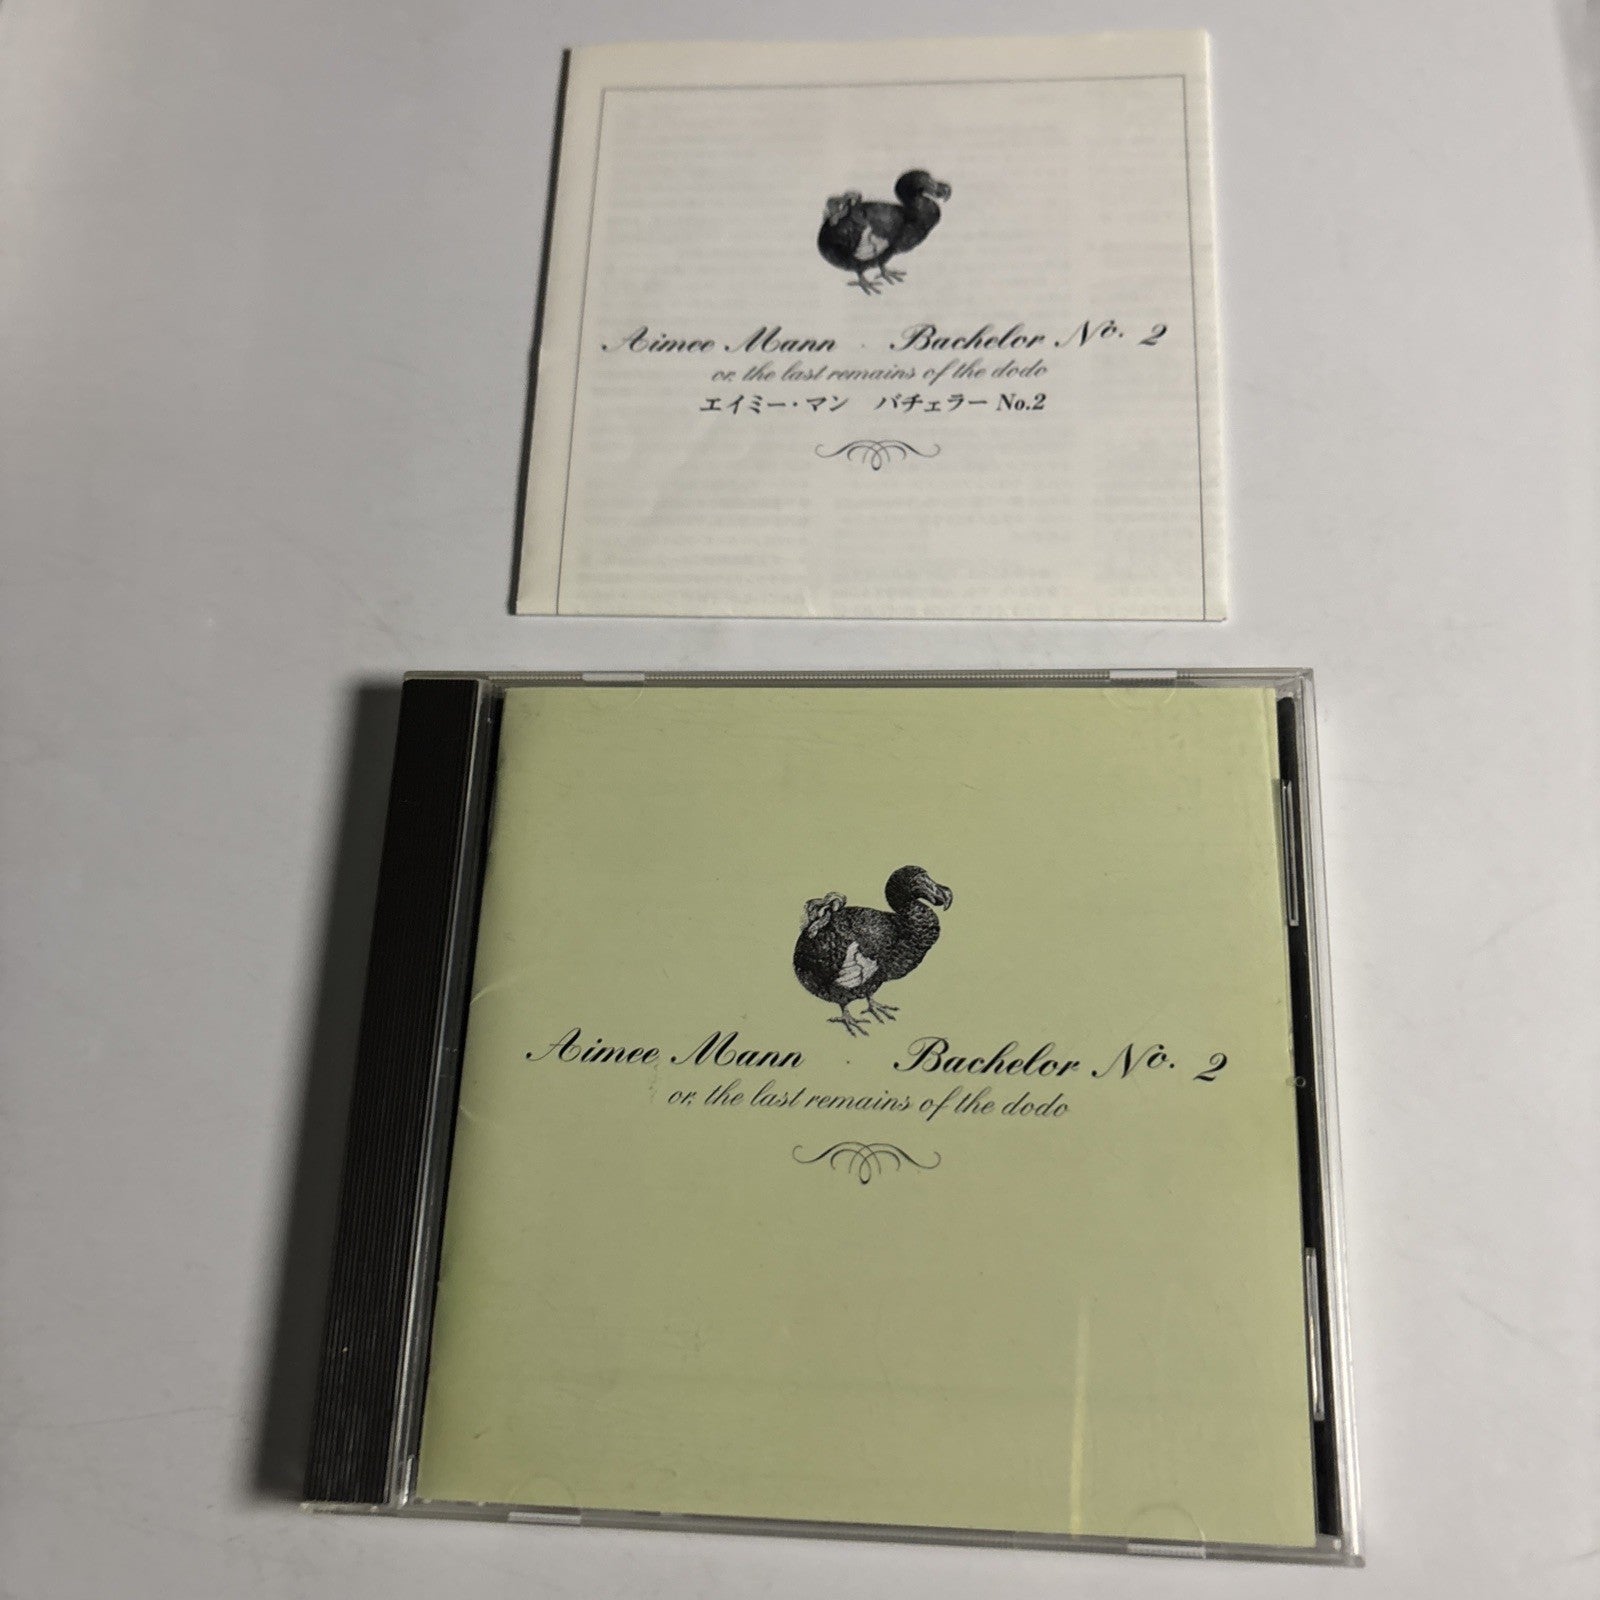 Aimee Mann · Bachelor No. 2
or, the last remains of the dodo
エイミー・マン バチェラー No.2
Aimee Mann · Bachelor No. 2
or, the last remains of the dodo